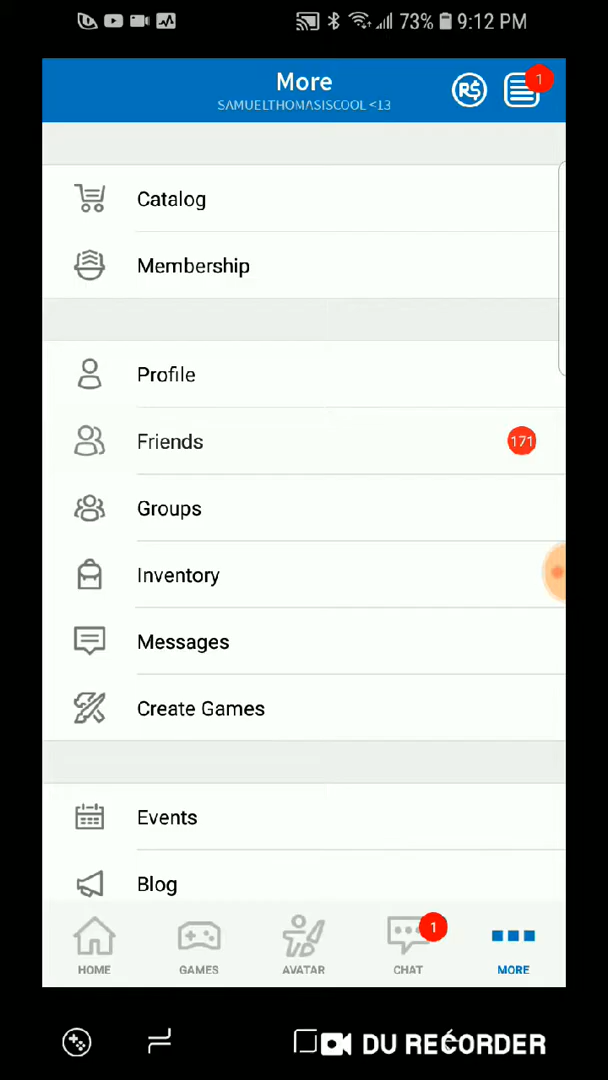 73% 9:12 PM
More
SAMUELTHOMASISCOOL <13
R$
1
Catalog
Membership
Profile
Friends
171
Groups
Inventory
Messages
Create Games
Events
Blog
1
HOME GAMES AVATAR CHAT MORE
DU RECORDER